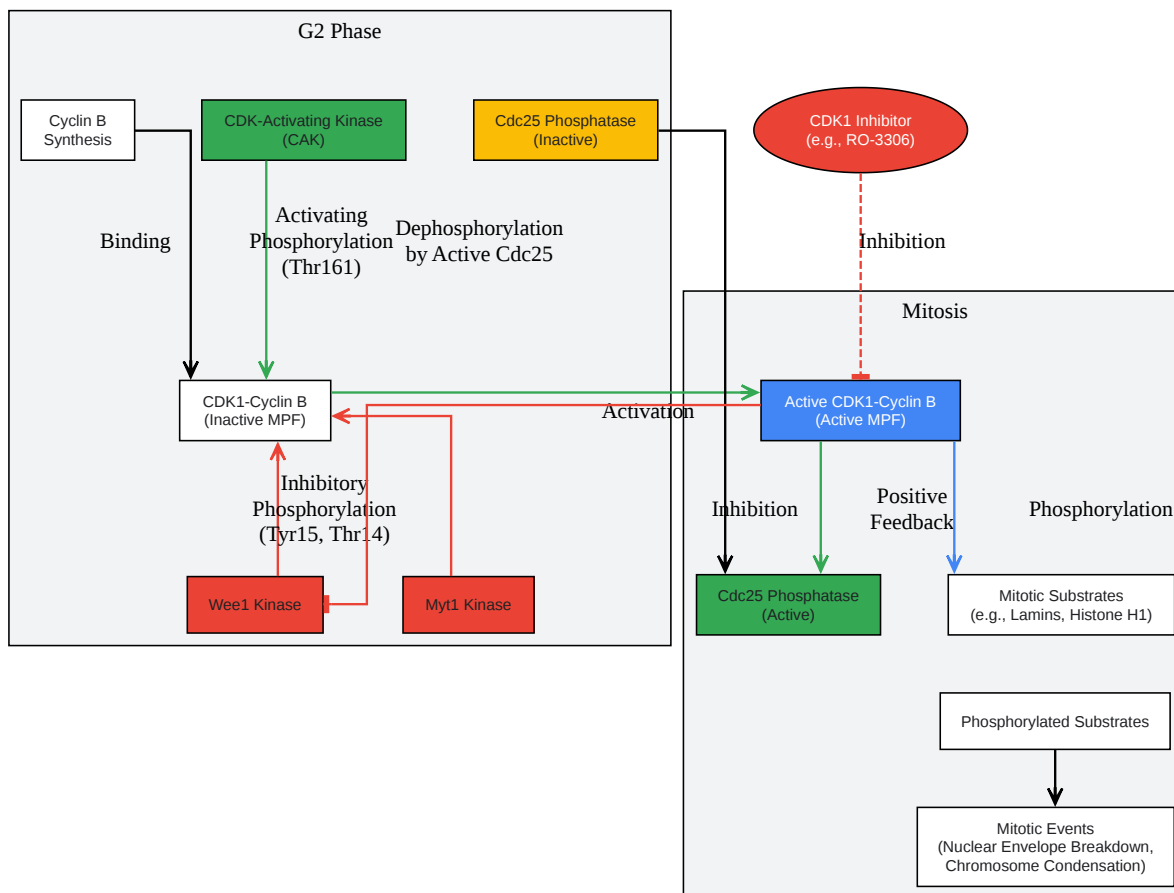 G2 Phase
Cyclin B
Synthesis
CDK-Activating Kinase
(CAK)
Cdc25 Phosphatase
(Inactive)
CDK1 Inhibitor
(e.g., RO-3306)
Binding
Activating
Phosphorylation
(Thr161)
Dephosphorylation
by Active Cdc25
Inhibition
Mitosis
CDK1-Cyclin B
(Inactive MPF)
Activation
Active CDK1-Cyclin B
(Active MPF)
Inhibitory
Phosphorylation
(Tyr15, Thr14)
Inhibition
Positive
Feedback
Phosphorylation
Wee1 Kinase
Myt1 Kinase
Cdc25 Phosphatase
(Active)
Mitotic Substrates
(e.g., Lamins, Histone H1)
Phosphorylated Substrates
Mitotic Events
(Nuclear Envelope Breakdown,
Chromosome Condensation)